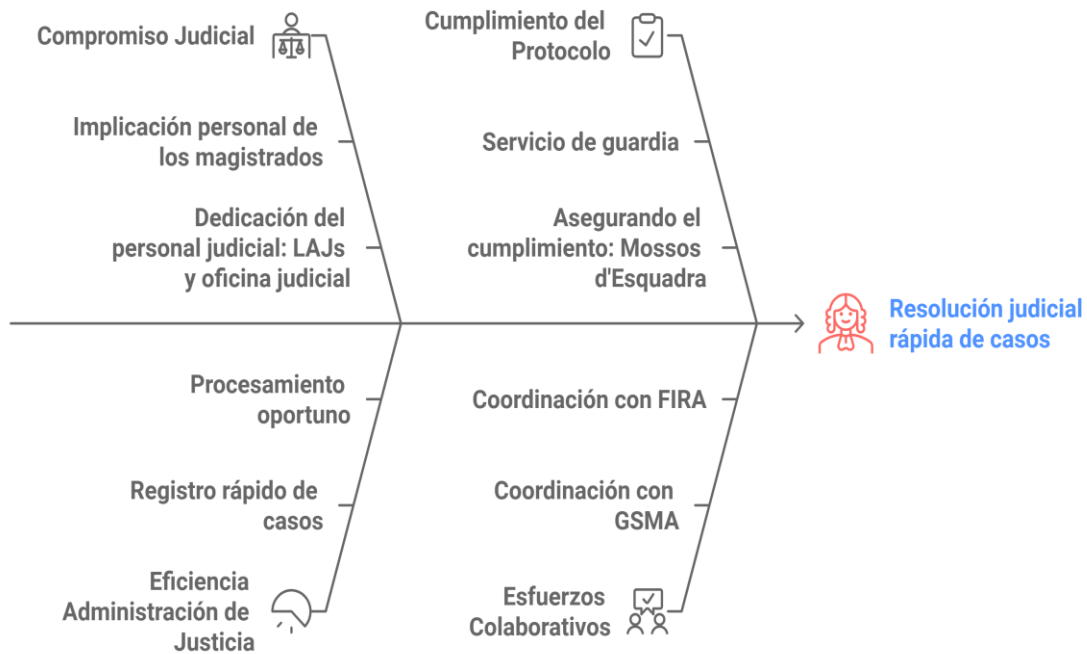 Compromiso Judicial
Implicación personal de
los magistrados
Dedicación del
personal judicial: LAJs
y oficina judicial
Cumplimiento del
Protocolo
Servicio de guardia
Asegurando el
cumplimiento: Mossos
d'Esquadra
Resolución judicial
rápida de casos
Procesamiento
oportuno
Registro rápido de
casos
Eficiencia
Administración de
Justicia
Coordinación con FIRA
Coordinación con
GSMA
Esfuerzos
Colaborativos